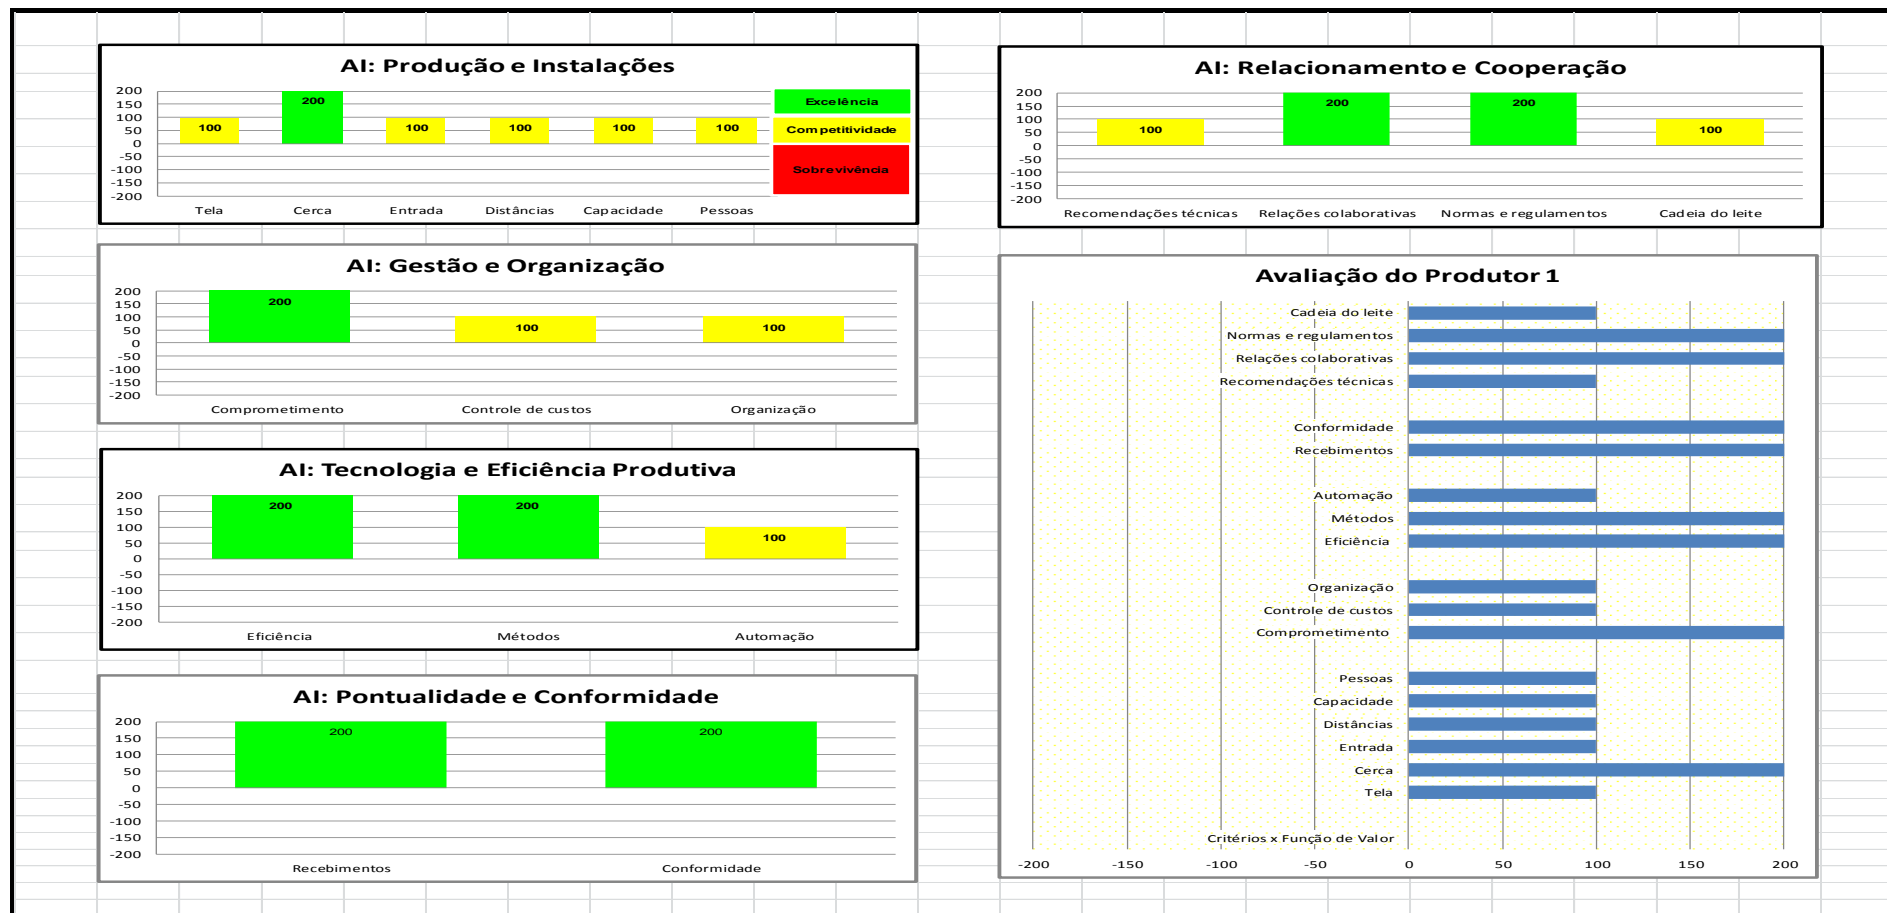 AI: Produção e Instalações
200
150
100
50
0
-50
-100
-150
-200
100
200
100
100
100
100
Excelência
Competitividade
Sobrevivência
Tela Cerca Entrada Distâncias Capacidade Pessoas
AI: Gestão e Organização
200
150
100
50
0
-50
-100
-150
-200
200
100
100
Comprometimento Controle de custos Organização
AI: Tecnologia e Eficiência Produtiva
200
150
100
50
0
-50
-100
-150
-200
200
200
100
Eficiência Métodos Automação
AI: Pontualidade e Conformidade
200
150
100
50
0
-50
-100
-150
-200
200
200
Recebimentos Conformidade
AI: Relacionamento e Cooperação
200
150
100
50
0
-50
-100
-150
-200
100
200
200
100
Recomendações técnicas Relações colaborativas Normas e regulamentos Cadeia do leite
Avaliação do Produtor 1
Cadeia do leite
Normas e regulamentos
Relações colaborativas
Recomendações técnicas
Conformidade
Recebimentos
Automação
Métodos
Eficiência
Organização
Controle de custos
Comprometimento
Pessoas
Capacidade
Distâncias
Entrada
Cerca
Tela
Critérios x Função de Valor
-200 -150 -100 -50 0 50 100 150 200